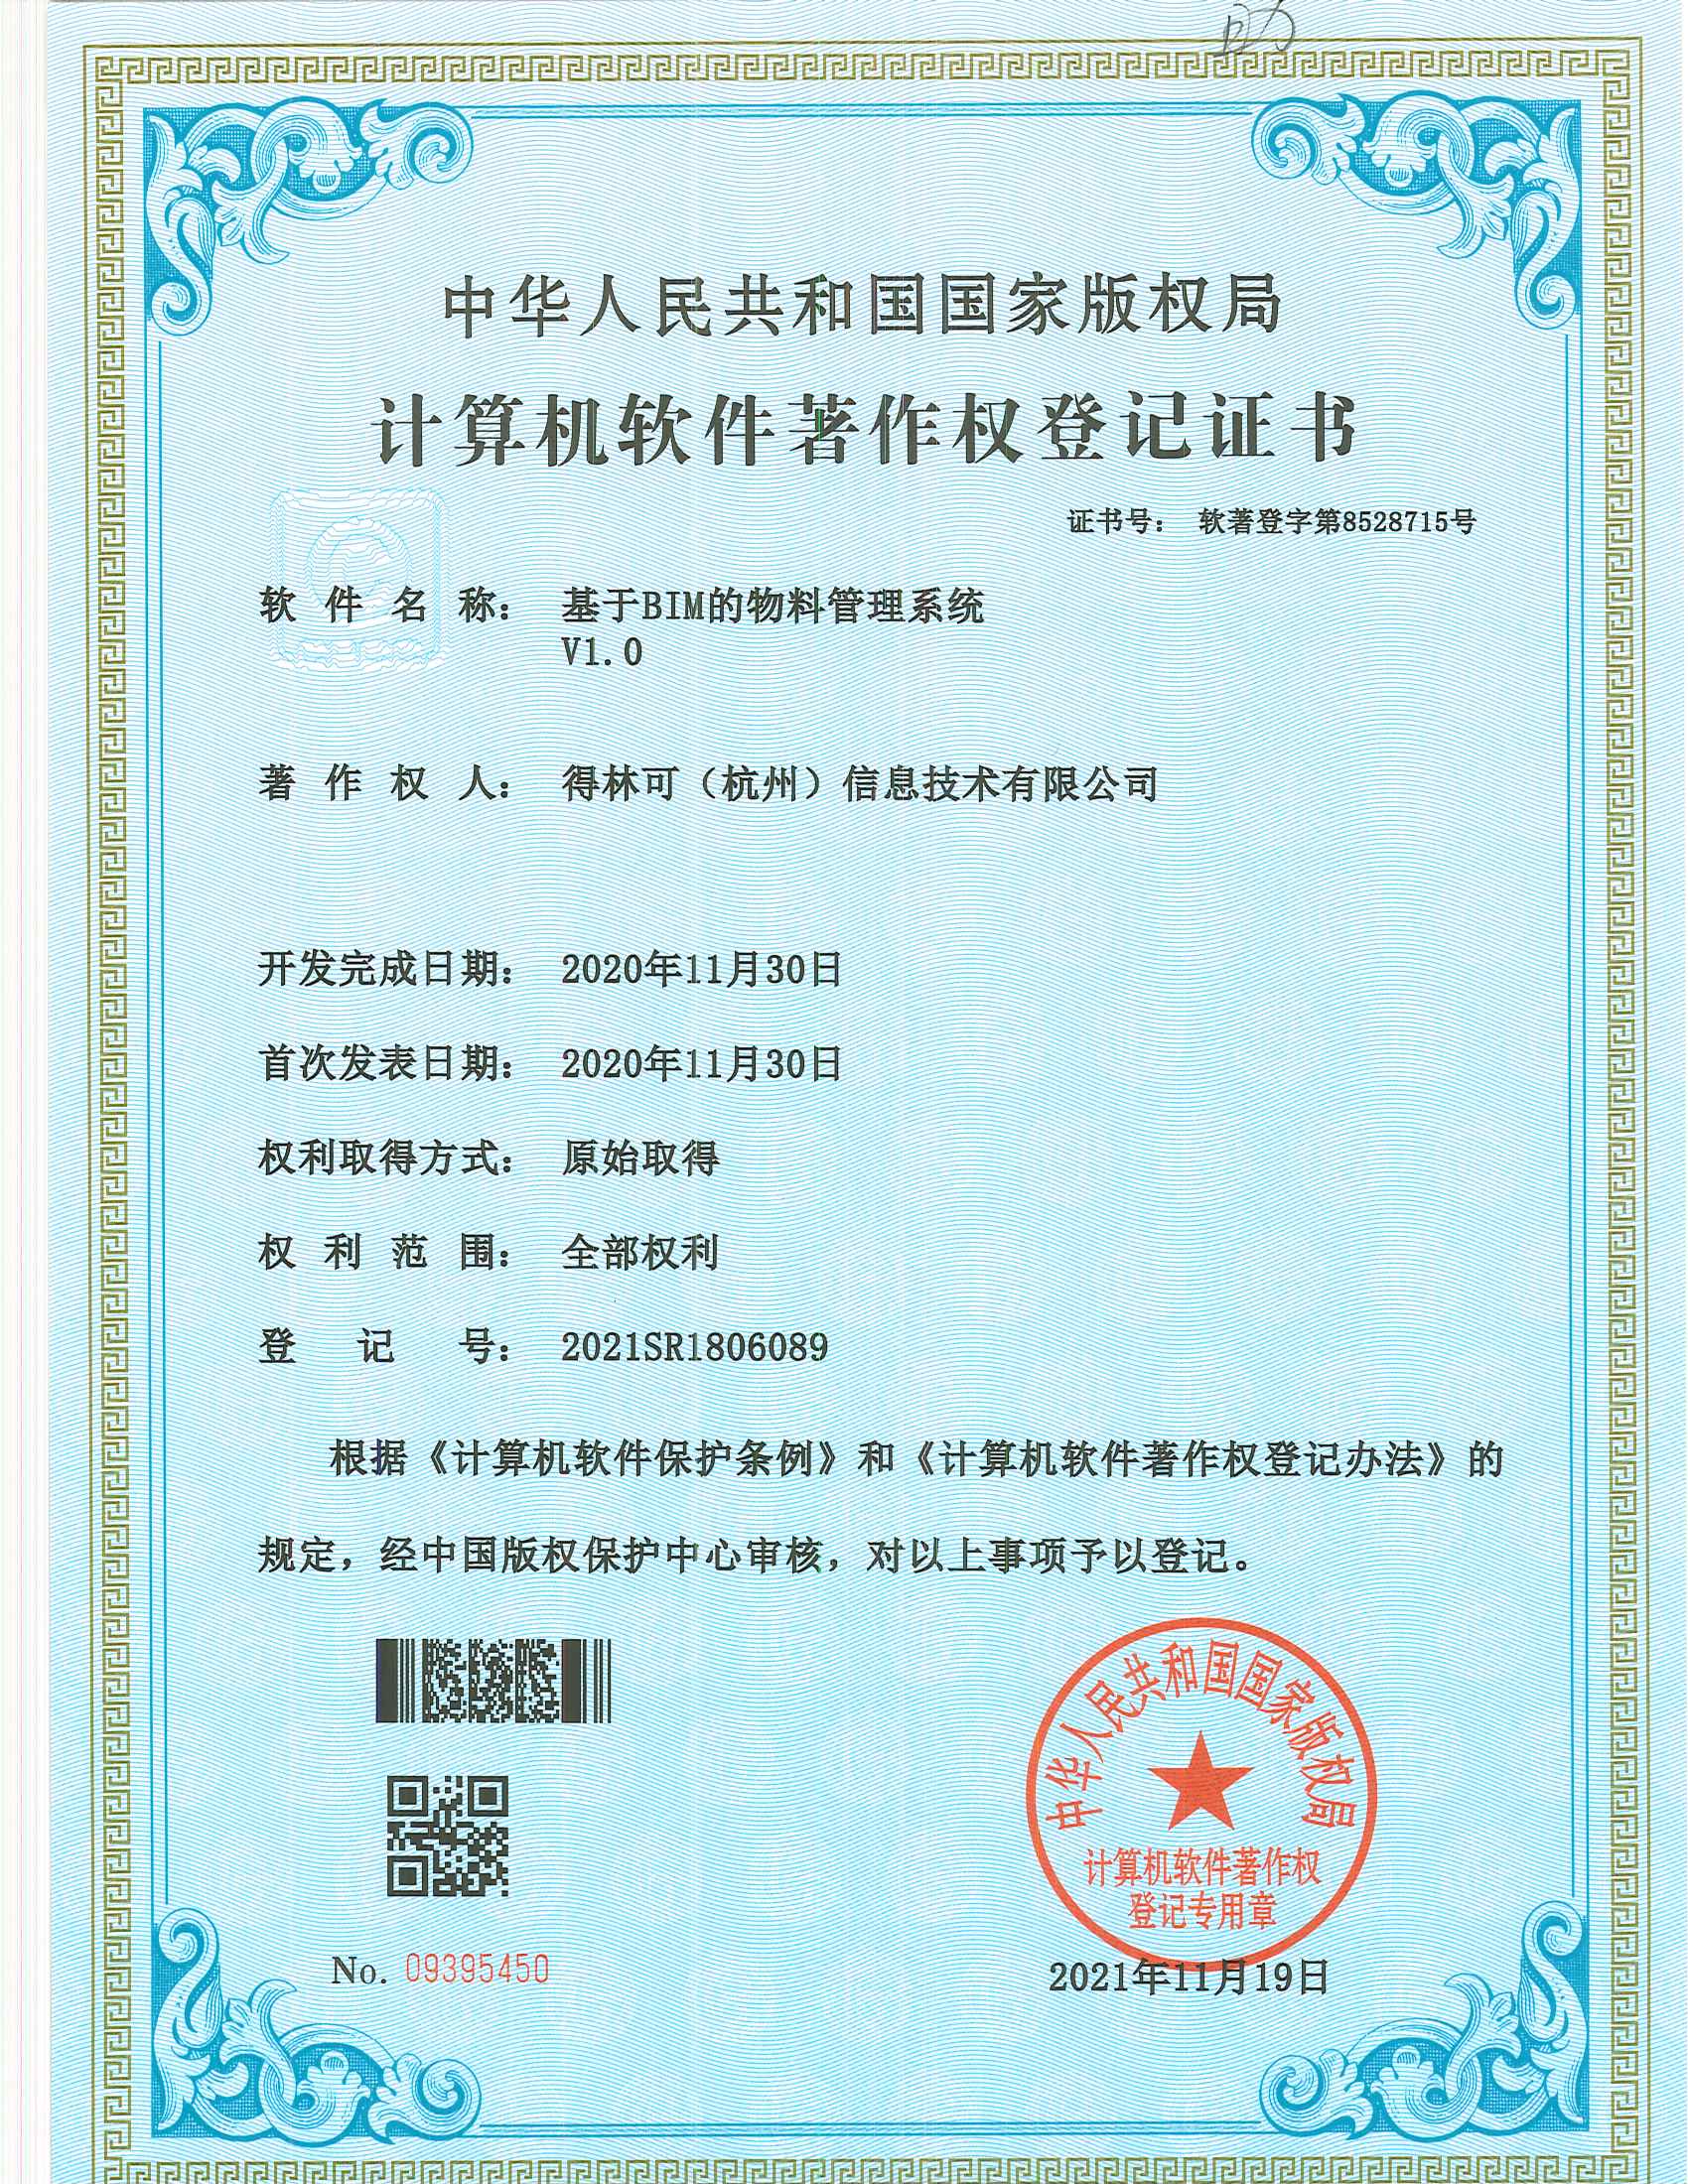 助
中华人民共和国国家版权局
计算机软件著作权登记证书
证书号： 软著登字第8528715号
软件名称： 基于BIM的物料管理系统
V1.0
著作权人： 得林可（杭州）信息技术有限公司
开发完成日期： 2020年11月30日
首次发表日期： 2020年11月30日
权利取得方式： 原始取得
权利范围： 全部权利
登记号： 2021SR1806089
根据《计算机软件保护条例》和《计算机软件著作权登记办法》的
规定，经中国版权保护中心审核，对以上事项予以登记。
中华人民共和国国家版权局
计算机软件著作权
登记专用章
No. 09395450
2021年11月19日